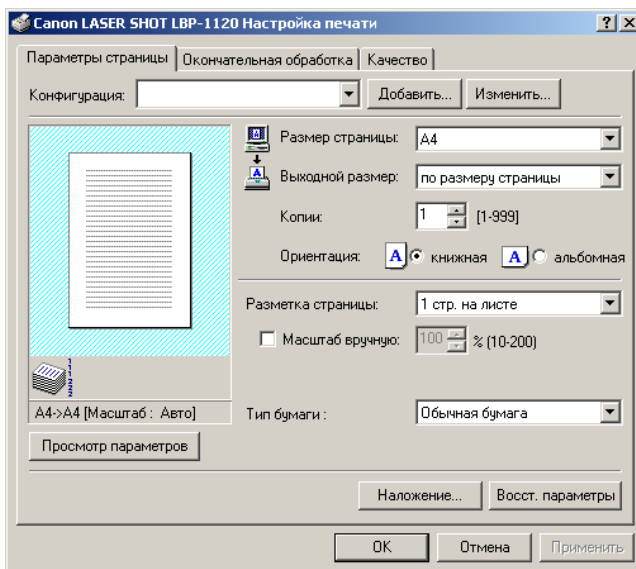 Canon LASER SHOT LBP-1120 Настройка печати
Параметры страницы Окончательная обработка Качество
Конфигурация: Добавить... Изменить...
Размер страницы: A4
Выходной размер: по размеру страницы
Копии: 1 [1-999]
Ориентация: A книжная A альбомная
Разметка страницы: 1 стр. на листе
Масштаб вручную: 100 % (10-200)
A4->A4 [Масштаб : Авто]
Тип бумаги : Обычная бумага
Просмотр параметров
Наложение... Восст. параметры
OK Отмена Применить